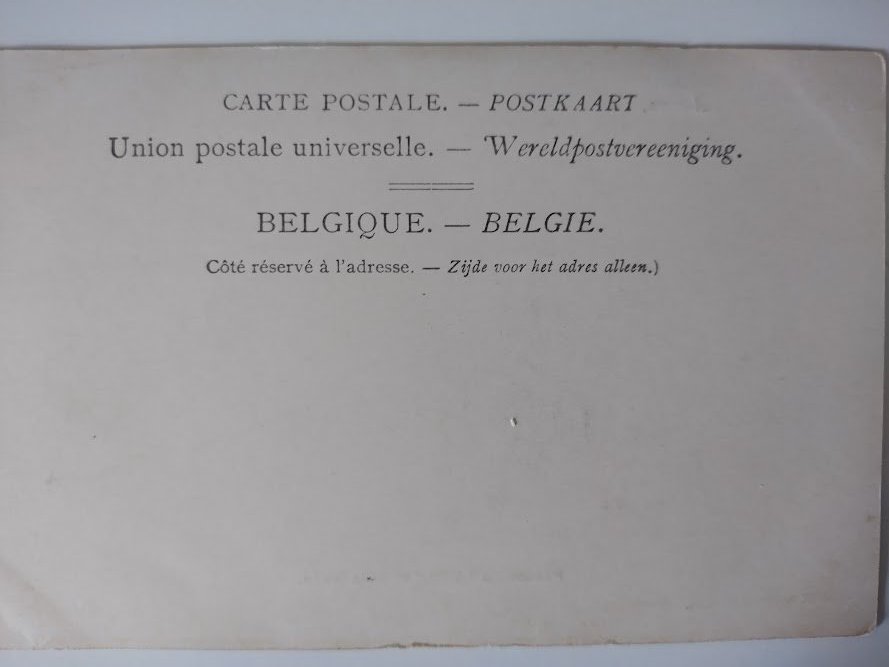 CARTE POSTALE. — POSTKAART
Union postale universelle. — Wereldpostvereeniging.
BELGIQUE. — BELGIE.
Côté réservé à l'adresse. — Zijde voor het adres alleen.)